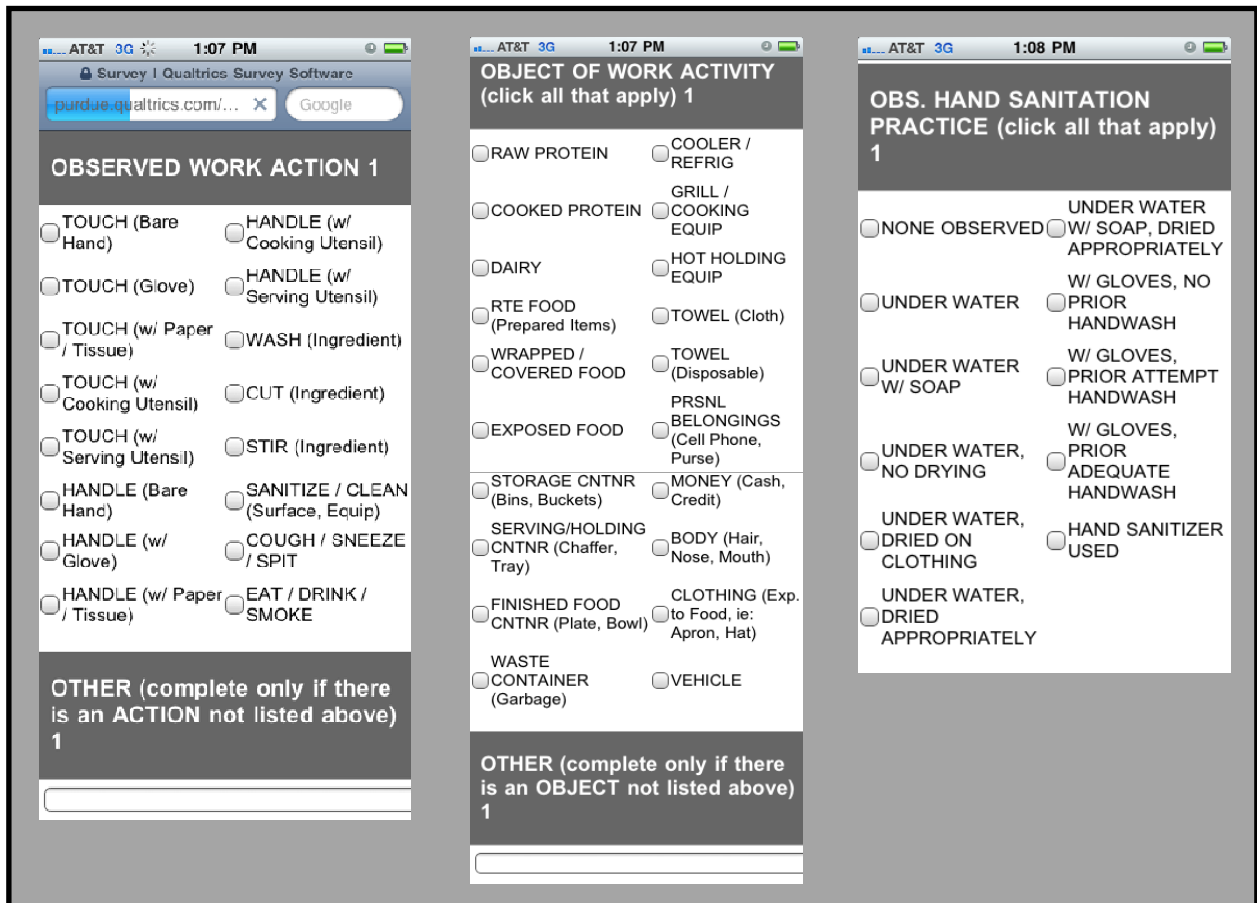 AT&T 3G 1:07 PM
Survey | Qualtrics Survey Software
purdue.qualtrics.com/... Google
OBSERVED WORK ACTION 1
TOUCH (Bare
Hand)
HANDLE (w/
Cooking Utensil)
TOUCH (Glove)
HANDLE (w/
Serving Utensil)
TOUCH (w/ Paper
/ Tissue)
WASH (Ingredient)
TOUCH (w/
Cooking Utensil)
CUT (Ingredient)
TOUCH (w/
Serving Utensil)
STIR (Ingredient)
HANDLE (Bare
Hand)
SANITIZE / CLEAN
(Surface, Equip)
HANDLE (w/
Glove)
COUGH / SNEEZE
/ SPIT
HANDLE (w/ Paper
/ Tissue)
EAT / DRINK /
SMOKE
OTHER (complete only if there
is an ACTION not listed above)
1
AT&T 3G 1:07 PM
OBJECT OF WORK ACTIVITY
(click all that apply) 1
RAW PROTEIN
COOLER /
REFRIG
COOKED PROTEIN
GRILL /
COOKING
EQUIP
DAIRY
HOT HOLDING
EQUIP
RTE FOOD
(Prepared Items)
TOWEL (Cloth)
WRAPPED /
COVERED FOOD
TOWEL
(Disposable)
EXPOSED FOOD
PRSNL
BELONGINGS
(Cell Phone,
Purse)
STORAGE CNTNR
(Bins, Buckets)
MONEY (Cash,
Credit)
SERVING/HOLDING
CNTNR (Chaffer,
Tray)
BODY (Hair,
Nose, Mouth)
FINISHED FOOD
CNTNR (Plate, Bowl)
CLOTHING (Exp.
to Food, ie:
Apron, Hat)
WASTE
CONTAINER
(Garbage)
VEHICLE
OTHER (complete only if there
is an OBJECT not listed above)
1
AT&T 3G 1:08 PM
OBS. HAND SANITATION
PRACTICE (click all that apply)
1
NONE OBSERVED
UNDER WATER
W/ SOAP, DRIED
APPROPRIATELY
UNDER WATER
W/ GLOVES, NO
PRIOR
HANDWASH
UNDER WATER
W/ SOAP
W/ GLOVES,
PRIOR ATTEMPT
HANDWASH
UNDER WATER,
NO DRYING
W/ GLOVES,
PRIOR
ADEQUATE
HANDWASH
UNDER WATER,
DRIED ON
CLOTHING
HAND SANITIZER
USED
UNDER WATER,
DRIED
APPROPRIATELY